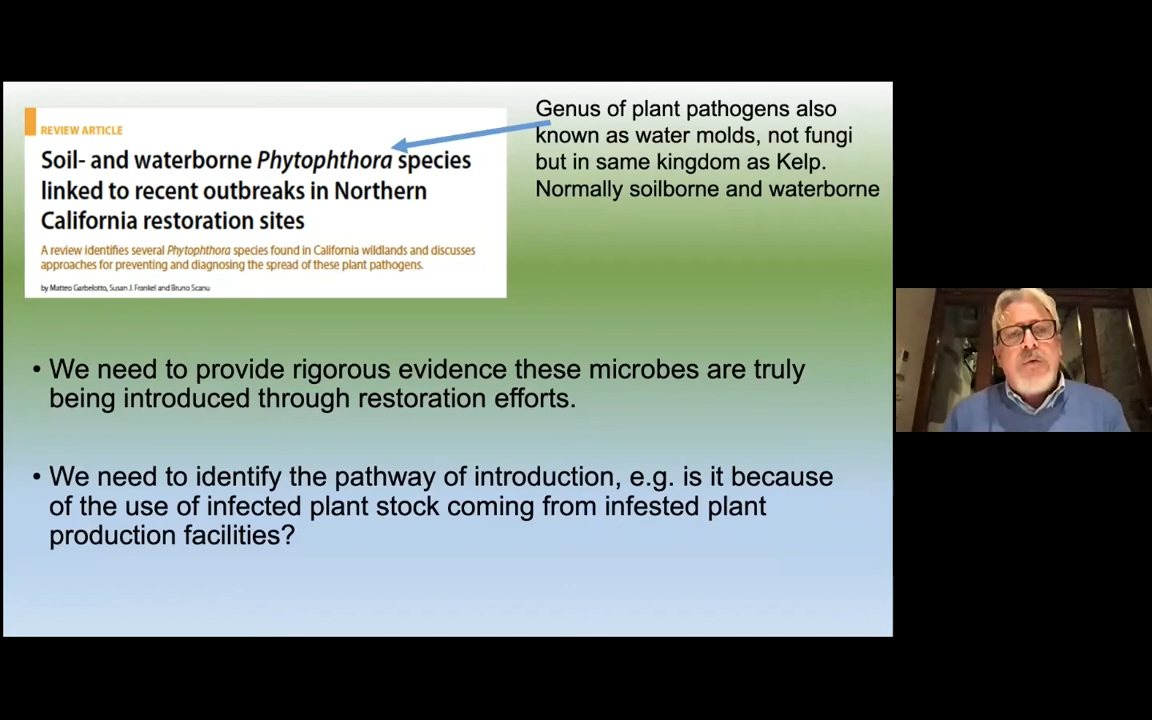 REVIEW ARTICLE
Soil- and waterborne Phytophthora species
linked to recent outbreaks in Northern
California restoration sites
A review identifies several Phytophthora species found in California wildlands and discusses
approaches for preventing and diagnosing the spread of these plant pathogens.
by Matteo Garbelotto, Susan J. Frankel and Bruno Scanu
Genus of plant pathogens also
known as water molds, not fungi
but in same kingdom as Kelp.
Normally soilborne and waterborne
• We need to provide rigorous evidence these microbes are truly
being introduced through restoration efforts.
• We need to identify the pathway of introduction, e.g. is it because
of the use of infected plant stock coming from infested plant
production facilities?